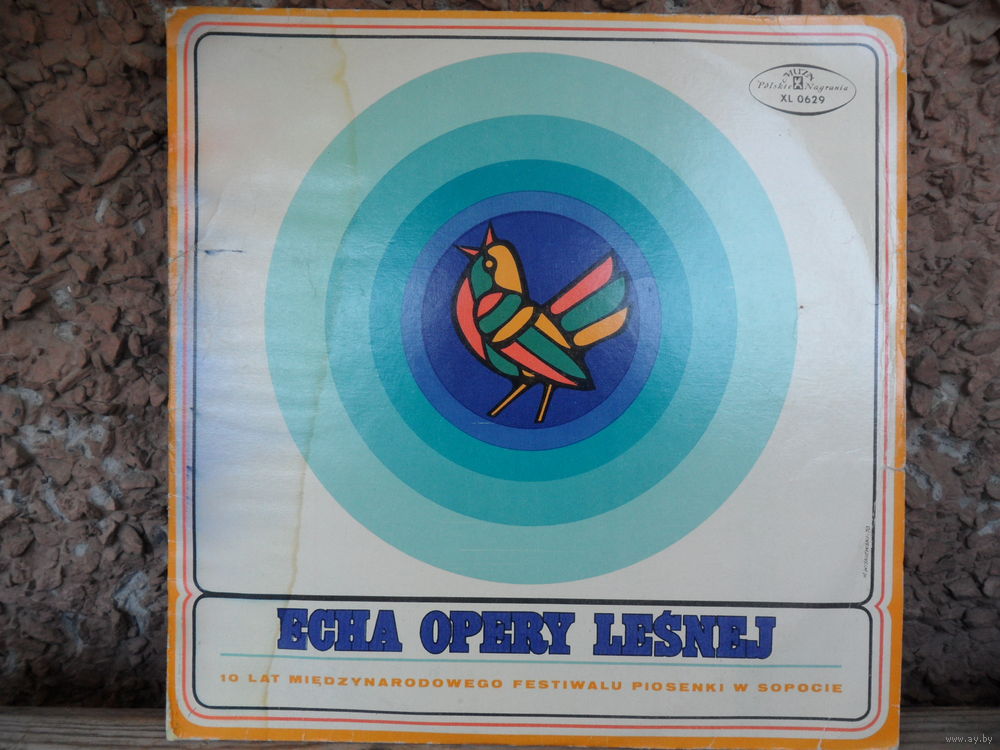 MUZA
Polskie Nagrania
XL 0629
ECHA OPERY LEŚNEJ
10 LAT MIĘDZYNARODOWEGO FESTIWALU PIOSENKI W SOPOCIE
www.ay.by